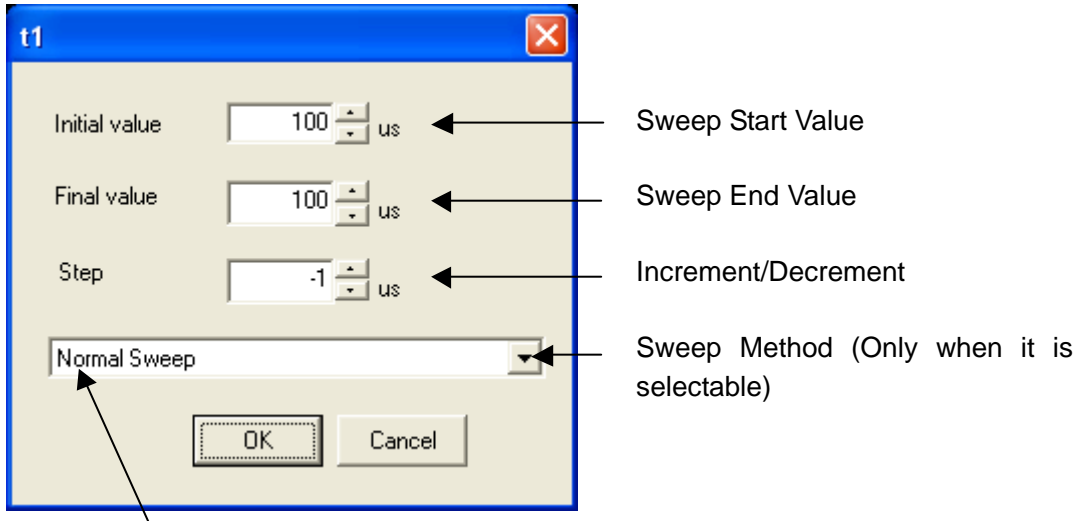 t1
Initial value 100 us Sweep Start Value
Final value 100 us Sweep End Value
Step -1 us Increment/Decrement
Normal Sweep Sweep Method (Only when it is
selectable)
OK Cancel